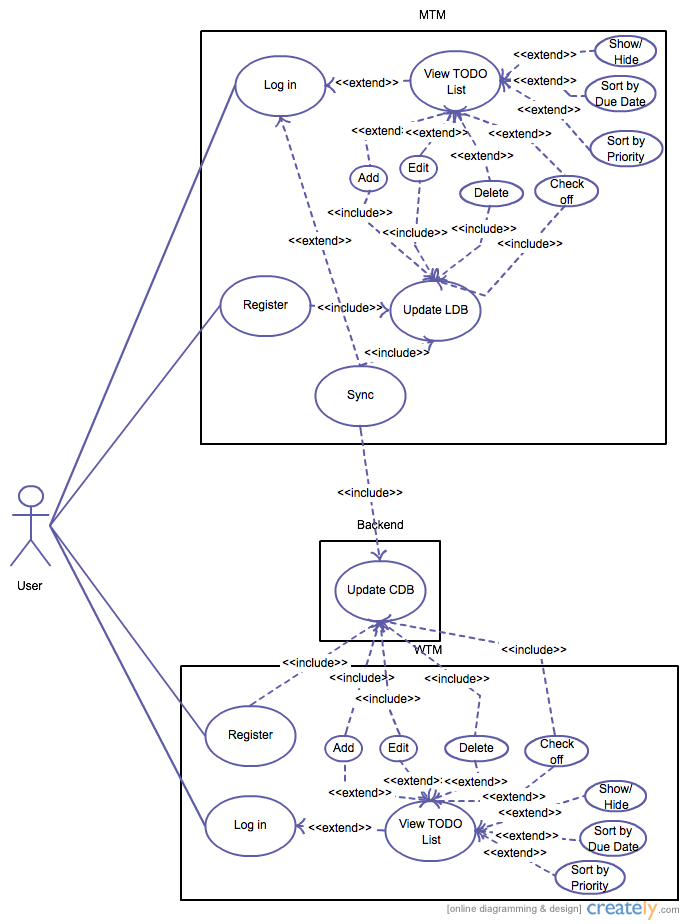 MTM
Show/
Hide
<<extend>>
View TODO
List
Log in
<<extend>>
<<extend>>
Sort by
Due Date
<<extend>>
<<extend>>
<<extend>>
<<extend>>
Sort by
Priority
<<extend>>
Add
Edit
Delete
Check
off
<<include>>
<<include>>
<<include>>
<<extend>>
Register
<<include>>
Update LDB
<<include>>
Sync
<<include>>
Backend
User
Update CDB
WTM
<<include>>
<<include>>
<<include>>
<<include>>
<<include>>
Register
Add
Edit
Delete
Check
off
<<extend>>
<<extend>>
<<extend>>
<<extend>>
Show/
Hide
<<extend>>
Log in
<<extend>>
View TODO
List
<<extend>>
Sort by
Due Date
<<extend>>
Sort by
Priority
[online diagramming & design] creately.com